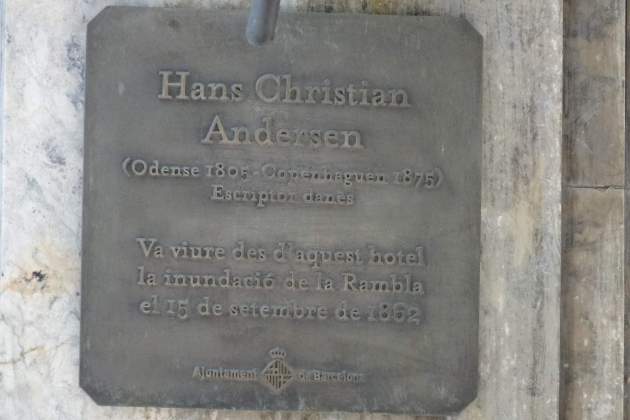 Hans Christian
Andersen
(Odense 1805 - Copenhaguen 1875)
Escriptor danès
Va viure des d'aquest hotel
la inundació de la Rambla
el 15 de setembre de 1862
Ajuntament de Barcelona